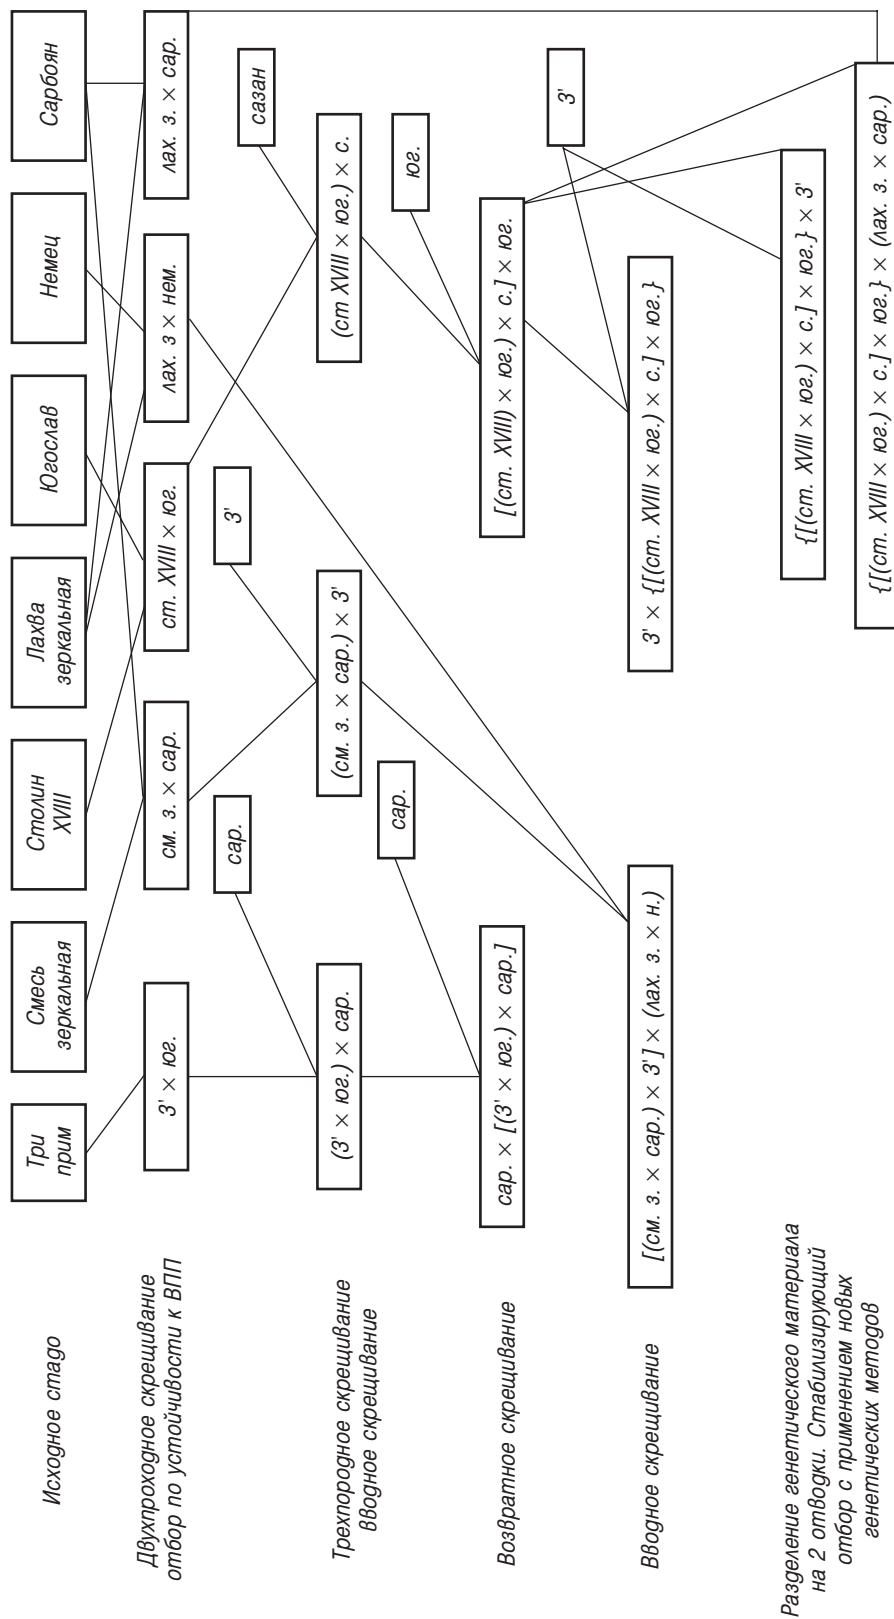 Исходное стадо
Три
прим
Смесь
зеркальная
Столин
XVIII
Лахва
зеркальная
Югослав
Немец
Сарбоян
Двухпроходное скрещивание
отбор по устойчивости к ВПП
3' × юг.
см. з. × сар.
ст. XVIII × юг.
лах. з × нем.
лах. з. × сар.
сар.
3'
сазан
Трехпородное скрещивание
вводное скрещивание
(3' × юг.) × сар.
(см. з. × сар.) × 3'
(ст XVIII × юг.) × с.
сар.
юг.
Возвратное скрещивание
сар. × [(3' × юг.) × сар.]
[(ст. XVIII) × юг.) × с.] × юг.
3'
Вводное скрещивание
[(см. з. × сар.) × 3'] × (лах. з. × н.)
3' × {[(ст. XVIII × юг.) × с.] × юг.}
Разделение генетического материала
на 2 отводки. Стабилизирующий
отбор с применением новых
генетических методов
{[(ст. XVIII × юг.) × с.] × юг.} × 3'
{[(ст. XVIII × юг.) × с.] × юг.} × (лах. з. × сар.)